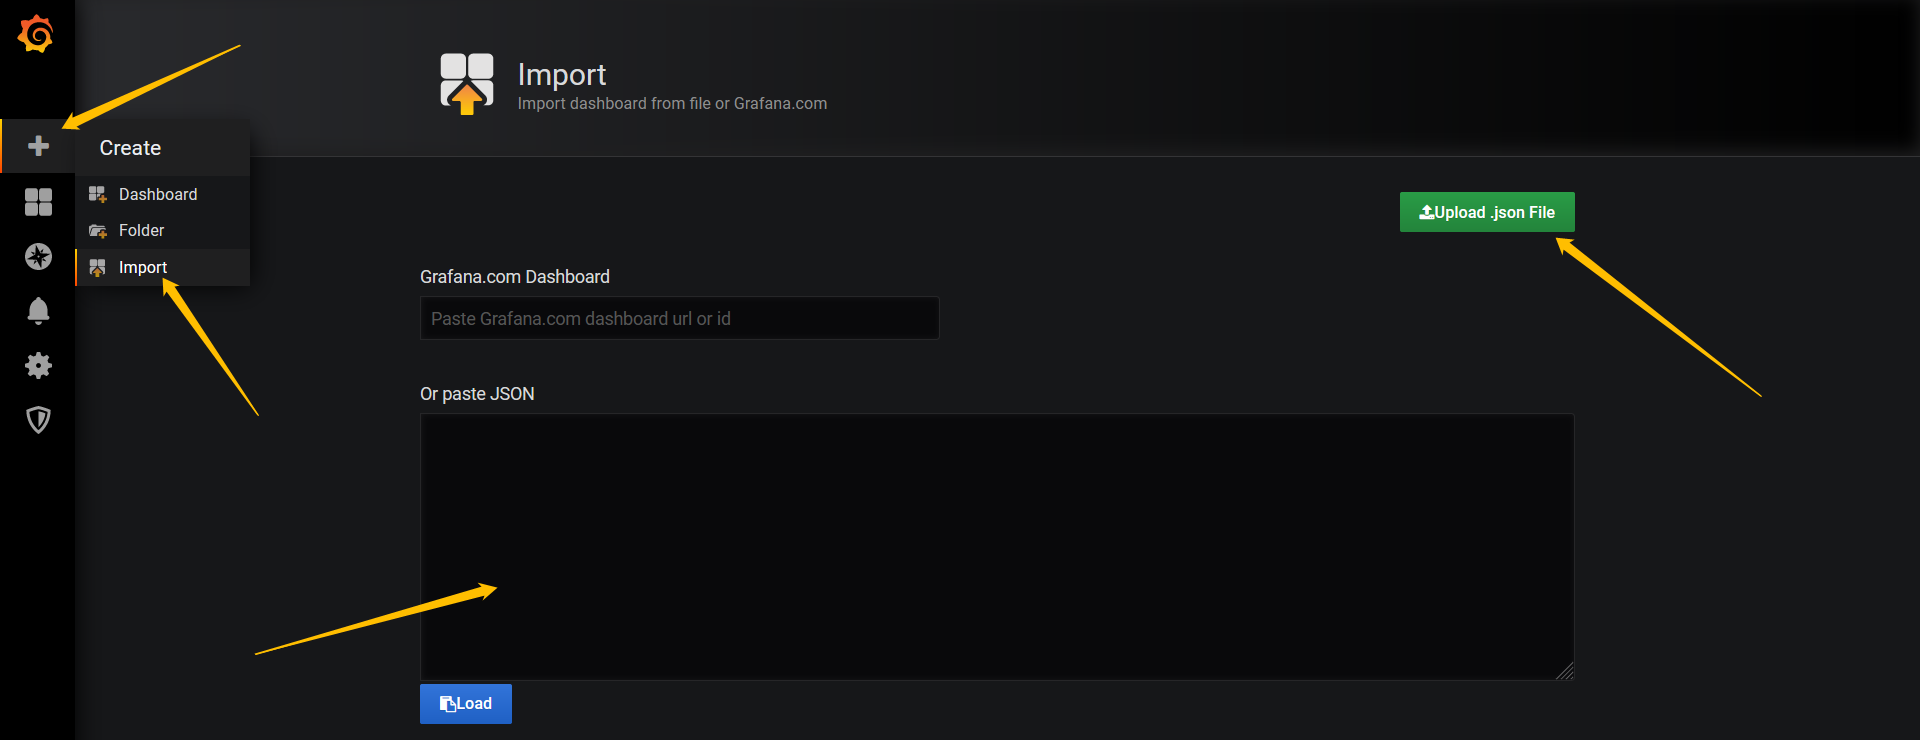 Import
Import dashboard from file or Grafana.com
Create
Dashboard
Folder
Import
Upload .json File
Grafana.com Dashboard
Paste Grafana.com dashboard url or id
Or paste JSON
Load